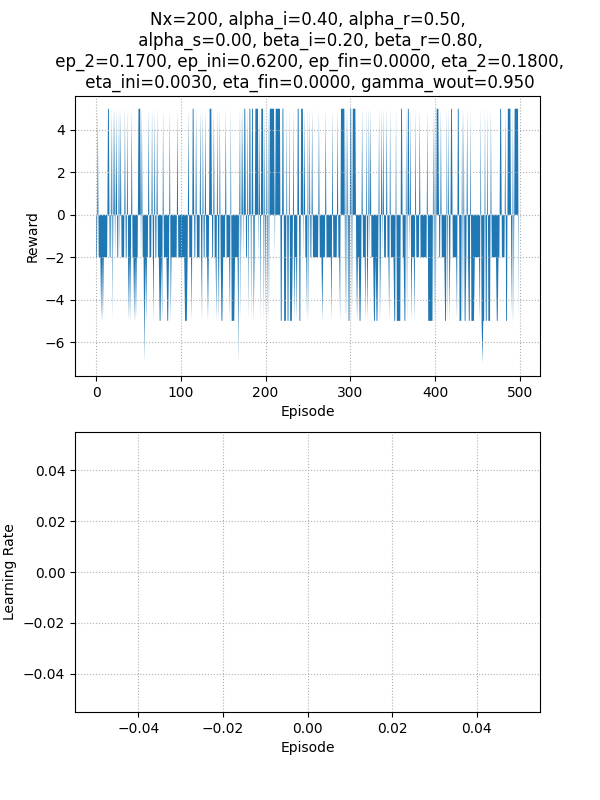 Nx=200, alpha_i=0.40, alpha_r=0.50,
alpha_s=0.00, beta_i=0.20, beta_r=0.80,
ep_2=0.1700, ep_ini=0.6200, ep_fin=0.0000, eta_2=0.1800,
eta_ini=0.0030, eta_fin=0.0000, gamma_wout=0.950
4
2
0
−2
−4
−6
Reward
0 100 200 300 400 500
Episode
0.04
0.02
0.00
−0.02
−0.04
Learning Rate
−0.04 −0.02 0.00 0.02 0.04
Episode